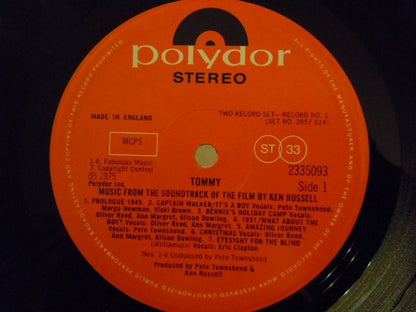 polydor
STEREO
MADE IN ENGLAND
TWO RECORD SET—RECORD NO. 1
(SET NO. 2657 014)
MCPS
ST 33
1-6. Fabulous Music
7. Copyright Control
℗ 1975
Polydor Inc.
2335093
Side 1
TOMMY
MUSIC FROM THE SOUNDTRACK OF THE FILM BY KEN RUSSELL
1. PROLOGUE 1945. 2. CAPTAIN WALKER/IT'S A BOY Vocals: Pete Townshend,
Margo Newman, Vicki Brown. 3. BERNIE'S HOLIDAY CAMP Vocals:
Oliver Reed, Ann Margret, Alison Dowling. 4. 1951/WHAT ABOUT THE
BOY? Vocals: Oliver Reed, Ann Margret. 5. AMAZING JOURNEY
Vocals: Pete Townshend. 6. CHRISTMAS Vocals: Oliver Reed,
Ann Margret, Alison Dowling. 7. EYESIGHT FOR THE BLIND
(Williamson) Vocals: Eric Clapton
Nos. 1-6 Composed by Pete Townshend
Produced by Pete Townshend &
Ken Russell